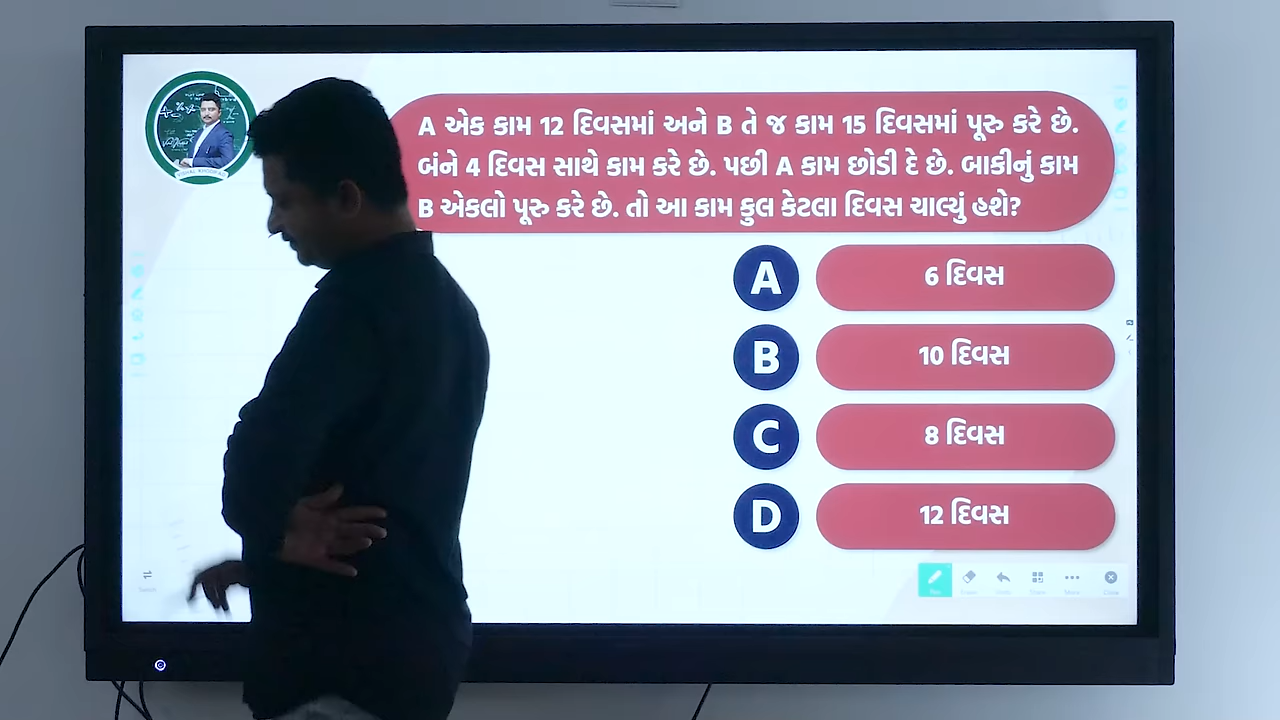 A એક કામ 12 દિવસમાં અને B તે જ કામ 15 દિવસમાં પૂરુ કરે છે.
બંને 4 દિવસ સાથે કામ કરે છે. પછી A કામ છોડી દે છે. બાકીનું કામ
B એકલો પૂરુ કરે છે. તો આ કામ કુલ કેટલા દિવસ ચાલ્યું હશે?
A 6 દિવસ
B 10 દિવસ
C 8 દિવસ
D 12 દિવસ